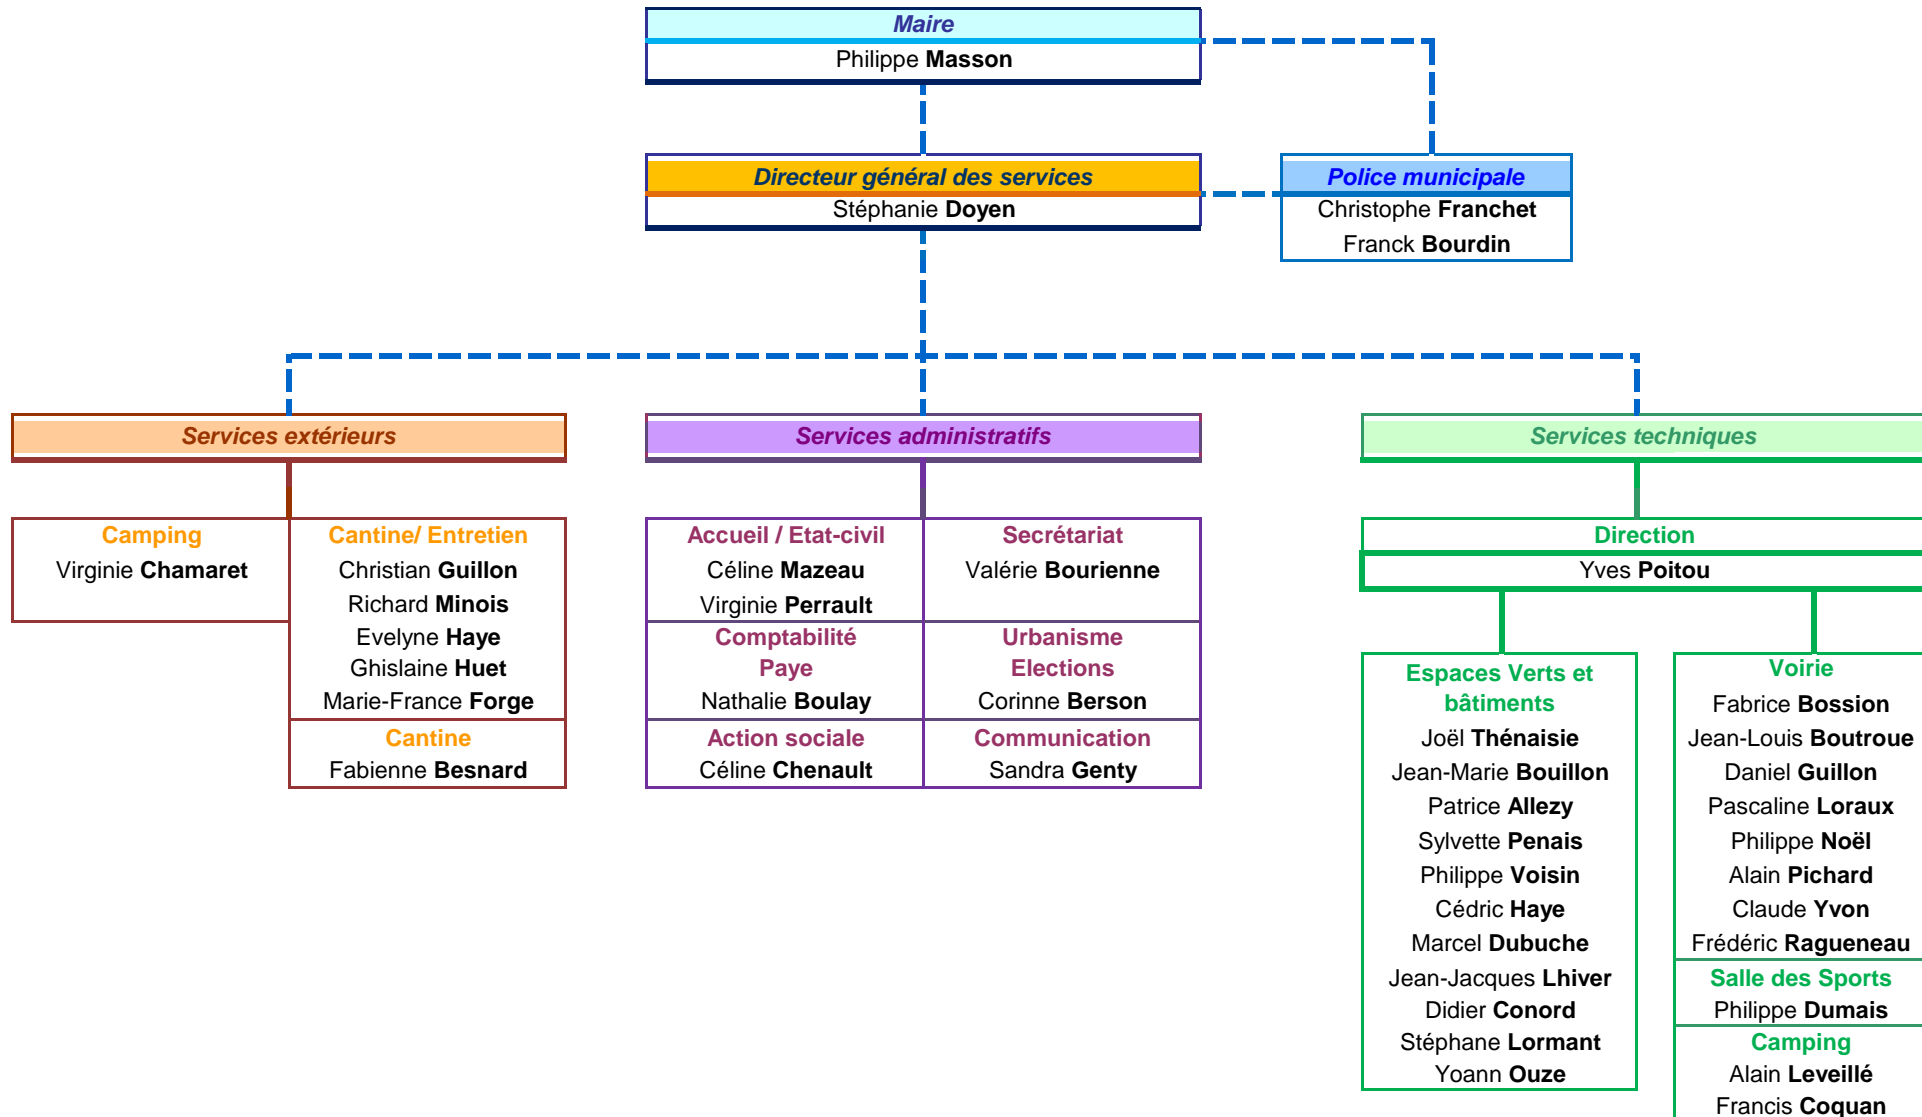 Maire
Philippe Masson
Directeur général des services
Stéphanie Doyen
Police municipale
Christophe Franchet
Franck Bourdin
Services extérieurs
Camping
Virginie Chamaret
Cantine/ Entretien
Christian Guillon
Richard Minois
Evelyne Haye
Ghislaine Huet
Marie-France Forge
Cantine
Fabienne Besnard
Services administratifs
Accueil / Etat-civil
Céline Mazeau
Virginie Perrault
Secrétariat
Valérie Bourienne
Comptabilité
Paye
Nathalie Boulay
Urbanisme
Elections
Corinne Berson
Action sociale
Céline Chenault
Communication
Sandra Genty
Services techniques
Direction
Yves Poitou
Espaces Verts et
bâtiments
Joël Thénaisie
Jean-Marie Bouillon
Patrice Allezy
Sylvette Penais
Philippe Voisin
Cédric Haye
Marcel Dubuche
Jean-Jacques Lhiver
Didier Conord
Stéphane Lormant
Yoann Ouze
Voirie
Fabrice Bossion
Jean-Louis Boutroue
Daniel Guillon
Pascaline Loraux
Philippe Noël
Alain Pichard
Claude Yvon
Frédéric Ragueneau
Salle des Sports
Philippe Dumais
Camping
Alain Leveillé
Francis Coquan